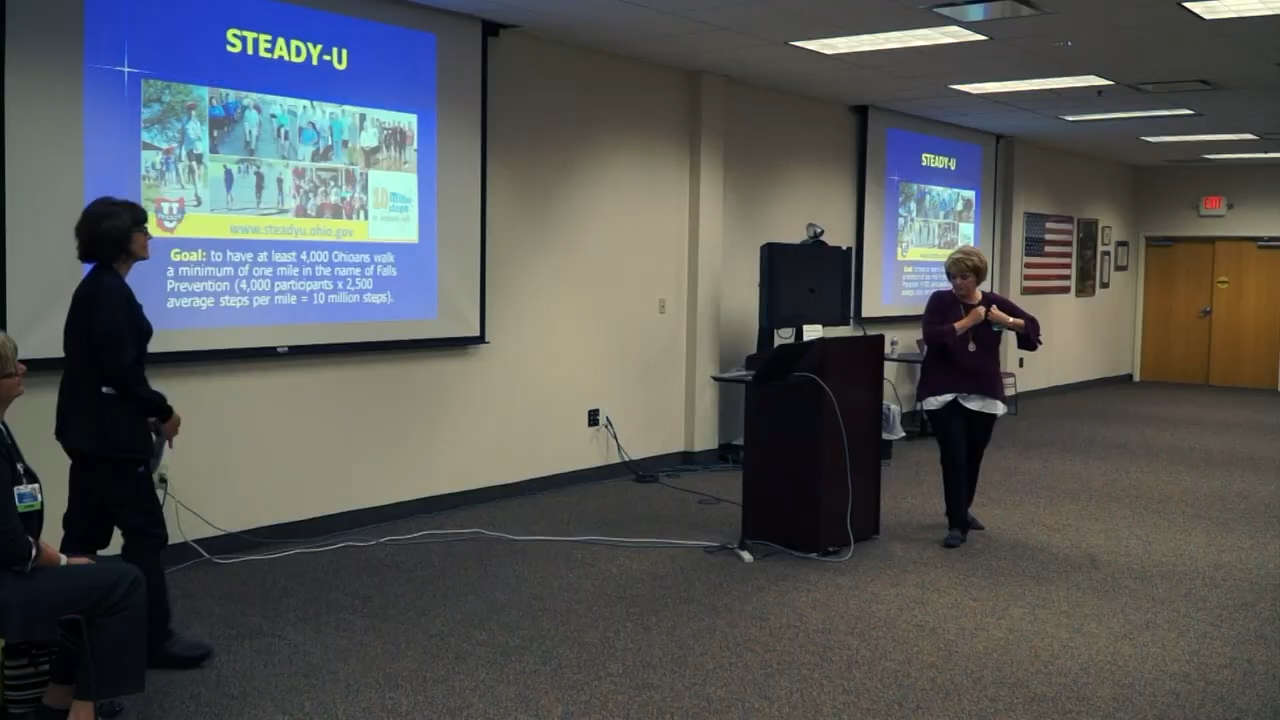 STEADY-U
www.steadyu.ohio.gov
Goal: to have at least 4,000 Ohioans walk
a minimum of one mile in the name of Falls
Prevention (4,000 participants x 2,500
average steps per mile = 10 million steps).
STEADY-U
EXIT